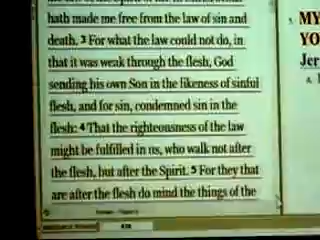 hath made me free from the law of sin and
death. 3 For what the law could not do, in
that it was weak through the flesh, God
sending his own Son in the likeness of sinful
flesh, and for sin, condemned sin in the
flesh: 4 That the righteousness of the law
might be fulfilled in us, who walk not after
the flesh, but after the Spirit. 5 For they that
are after the flesh do mind the things of the
MY
YO
Jer